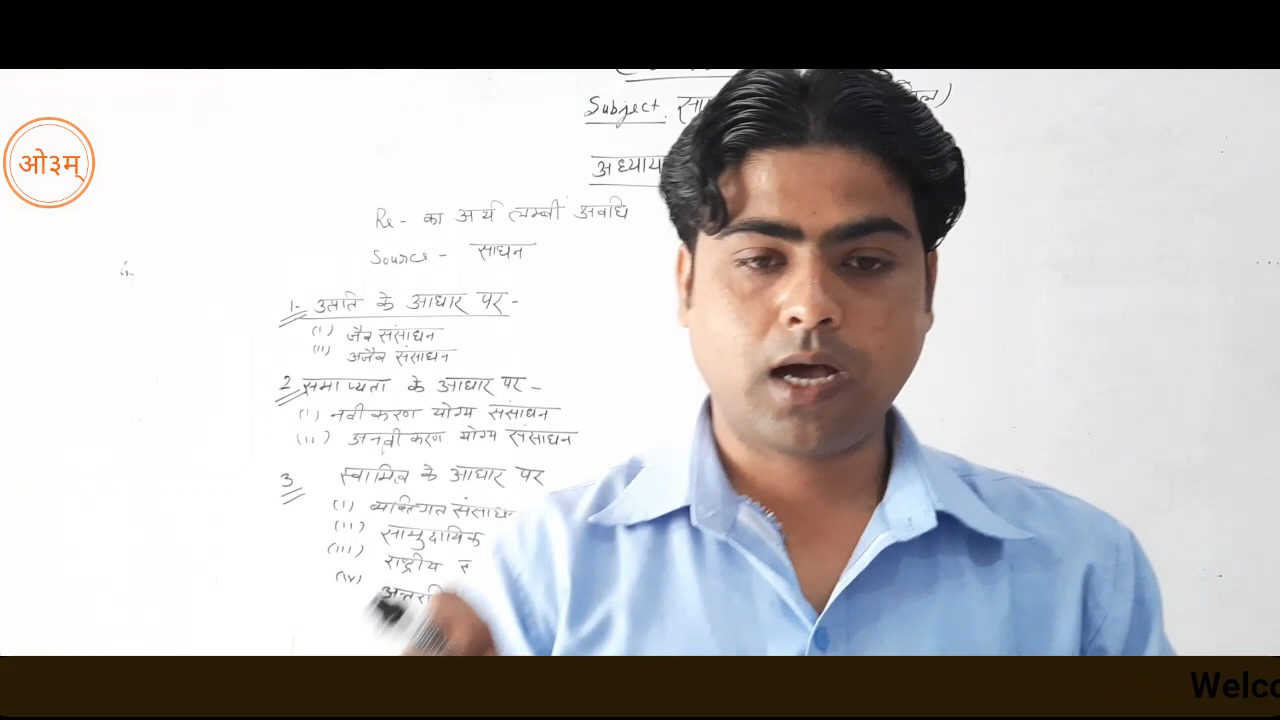 Subject.
ओ३म्
अध्याय
Re - का अर्थ लम्बी अवधि
Source - साधन
1- उत्पति के आधार पर -
(i) जैव संसाधन
(ii) अजैव संसाधन
2 समाप्यता के आधार पर -
(i) नवीकरण योग्य संसाधन
(ii) अनवीकरण योग्य संसाधन
3 स्वामित्व के आधार पर
(i) व्यक्तिगत संसाधन
(ii) सामुदायिक
(iii) राष्ट्रीय
(iv)
Welco